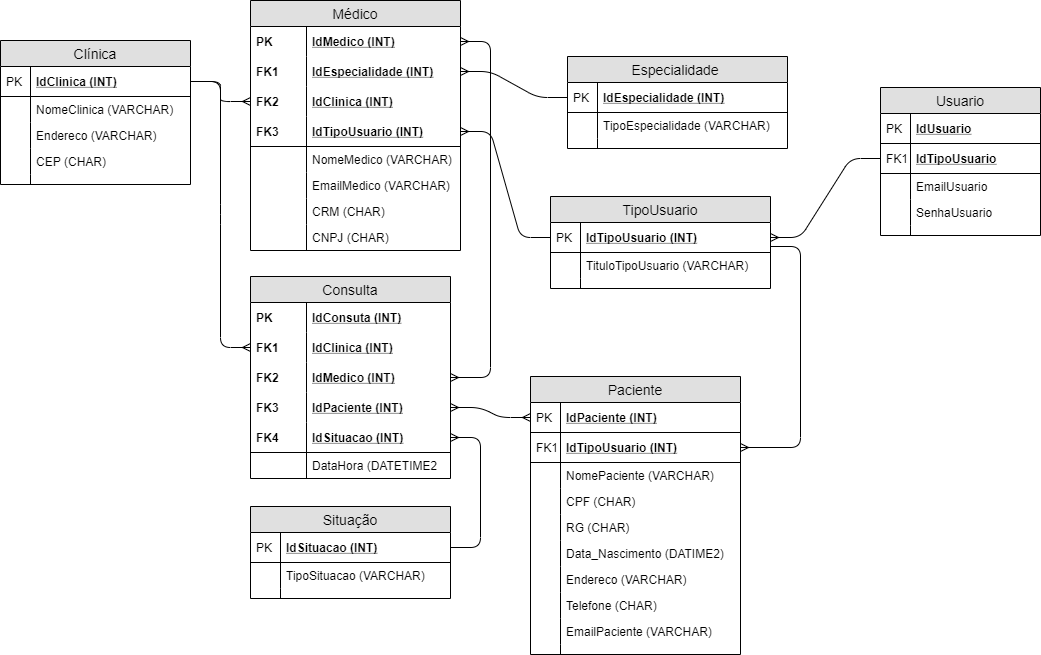 Médico
PK IdMedico (INT)
FK1 IdEspecialidade (INT)
FK2 IdClinica (INT)
FK3 IdTipoUsuario (INT)
NomeMedico (VARCHAR)
EmailMedico (VARCHAR)
CRM (CHAR)
CNPJ (CHAR)
Clínica
PK IdClinica (INT)
NomeClinica (VARCHAR)
Endereco (VARCHAR)
CEP (CHAR)
Especialidade
PK IdEspecialidade (INT)
TipoEspecialidade (VARCHAR)
Usuario
PK IdUsuario
FK1 IdTipoUsuario
EmailUsuario
SenhaUsuario
TipoUsuario
PK IdTipoUsuario (INT)
TituloTipoUsuario (VARCHAR)
Consulta
PK IdConsuta (INT)
FK1 IdClinica (INT)
FK2 IdMedico (INT)
FK3 IdPaciente (INT)
FK4 IdSituacao (INT)
DataHora (DATETIME2
Paciente
PK IdPaciente (INT)
FK1 IdTipoUsuario (INT)
NomePaciente (VARCHAR)
CPF (CHAR)
RG (CHAR)
Data_Nascimento (DATIME2)
Endereco (VARCHAR)
Telefone (CHAR)
EmailPaciente (VARCHAR)
Situação
PK IdSituacao (INT)
TipoSituacao (VARCHAR)